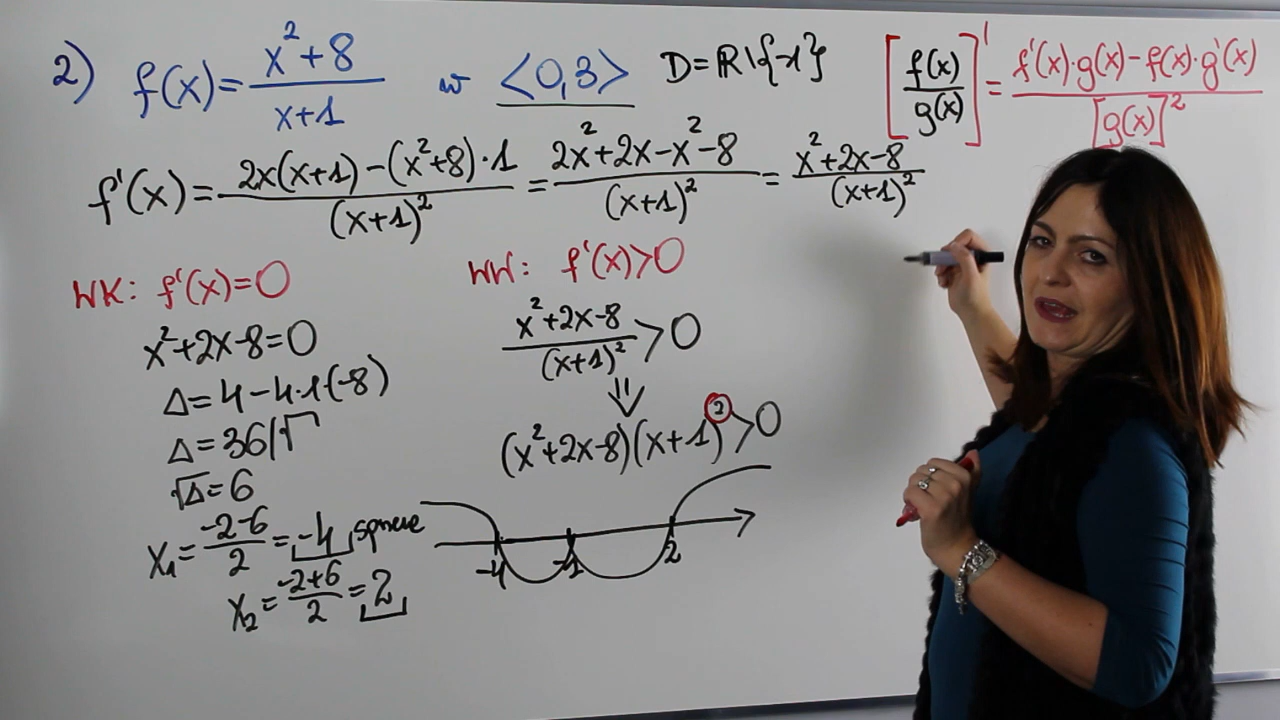 2) f(x)= x²+8 / x+1 w <0,3> D=ℝ\{-1} [f(x)/g(x)]' = f'(x)·g(x)-f(x)·g'(x) / [g(x)]²
f'(x)= 2x(x+1)-(x²+8)·1 / (x+1)² = 2x²+2x-x²-8 / (x+1)² = x²+2x-8 / (x+1)²
WK: f'(x)=0
x²+2x-8=0
Δ=4-4·1·(-8)
Δ=36 |√
√Δ=6
x₁= -2-6 / 2 = -4
x₂= -2+6 / 2 = 2
WW: f'(x)>0
x²+2x-8 / (x+1)² >0
⇓
(x²+2x-8)(x+1)²>0
-4 -1 2